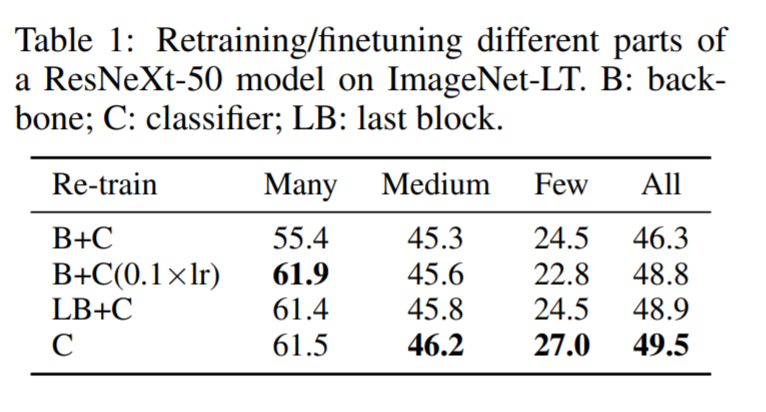 Table 1: Retraining/finetuning different parts of
a ResNeXt-50 model on ImageNet-LT. B: back-
bone; C: classifier; LB: last block.
Re-train Many Medium Few All
B+C 55.4 45.3 24.5 46.3
B+C(0.1×lr) 61.9 45.6 22.8 48.8
LB+C 61.4 45.8 24.5 48.9
C 61.5 46.2 27.0 49.5